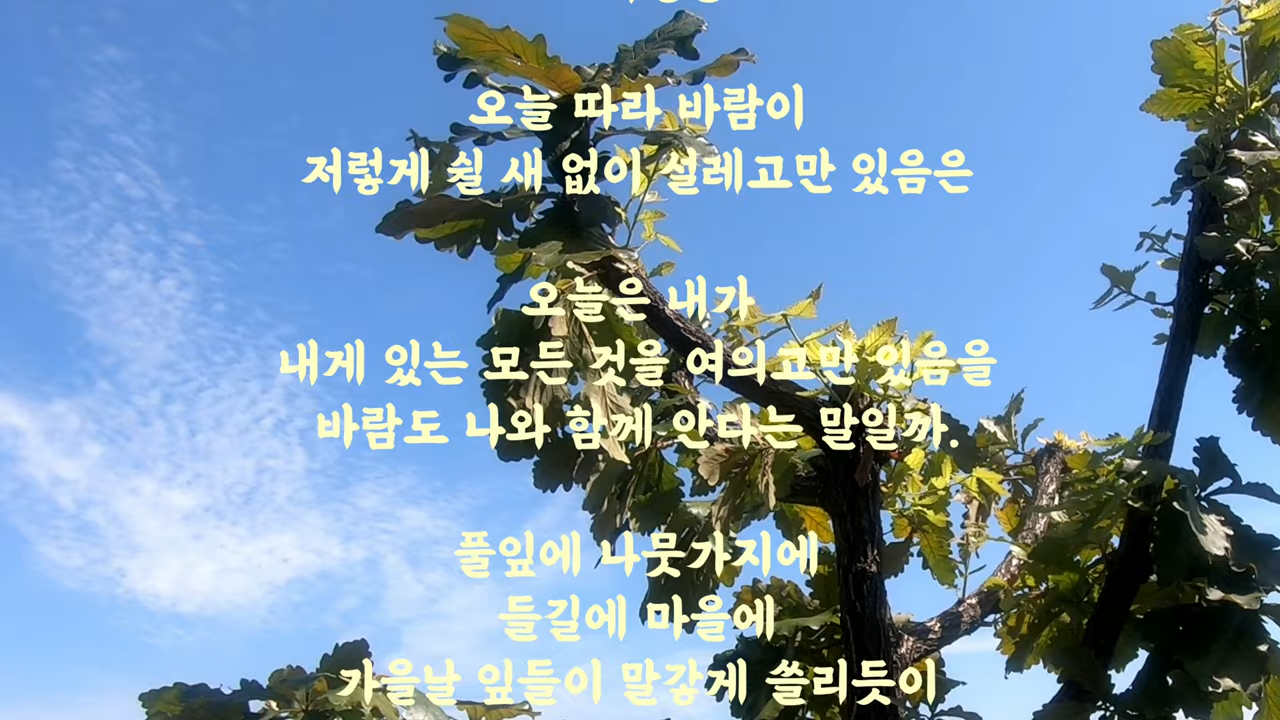 오늘 따라 바람이
저렇게 쉴 새 없이 설레고만 있음은
오늘은 내가
내게 있는 모든 것을 여의고만 있음을
바람도 나와 함께 안다는 말일까.
풀잎에 나뭇가지에
들길에 마을에
가을날 잎들이 말갛게 쓸리듯이